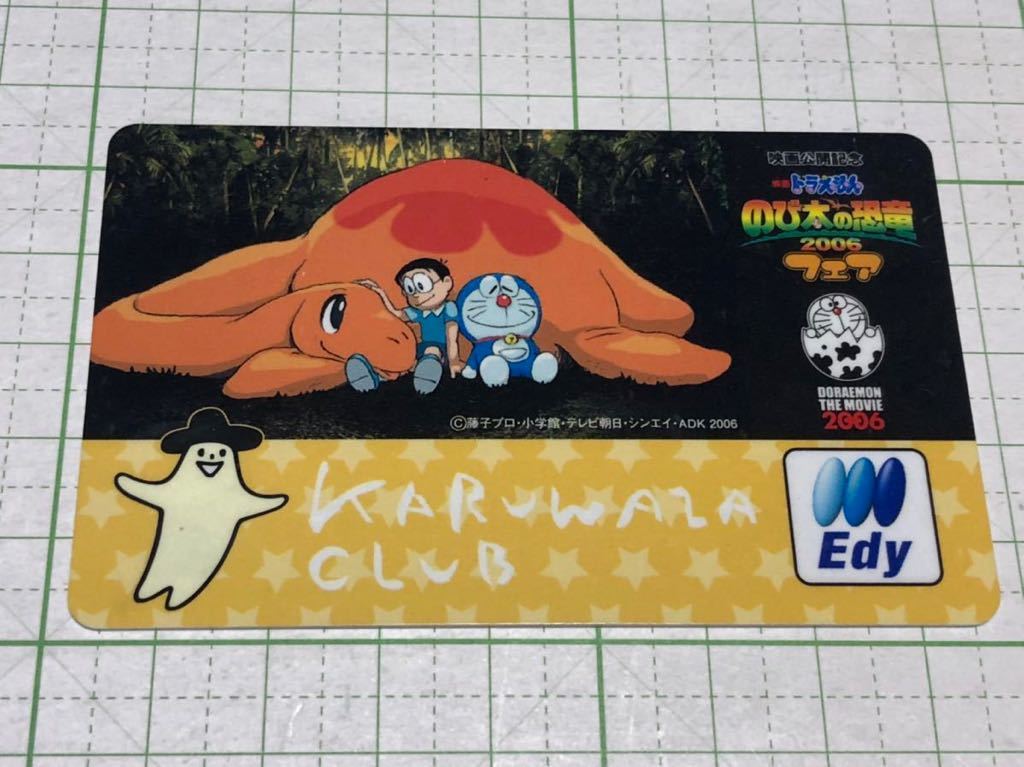 映画公開記念
映画ドラえもん
のび太の恐竜
2006
フェア
DORAEMON
THE MOVIE
2006
©藤子プロ・小学館・テレビ朝日・シンエイ・ADK 2006
KARUWAZA
CLUB
Edy